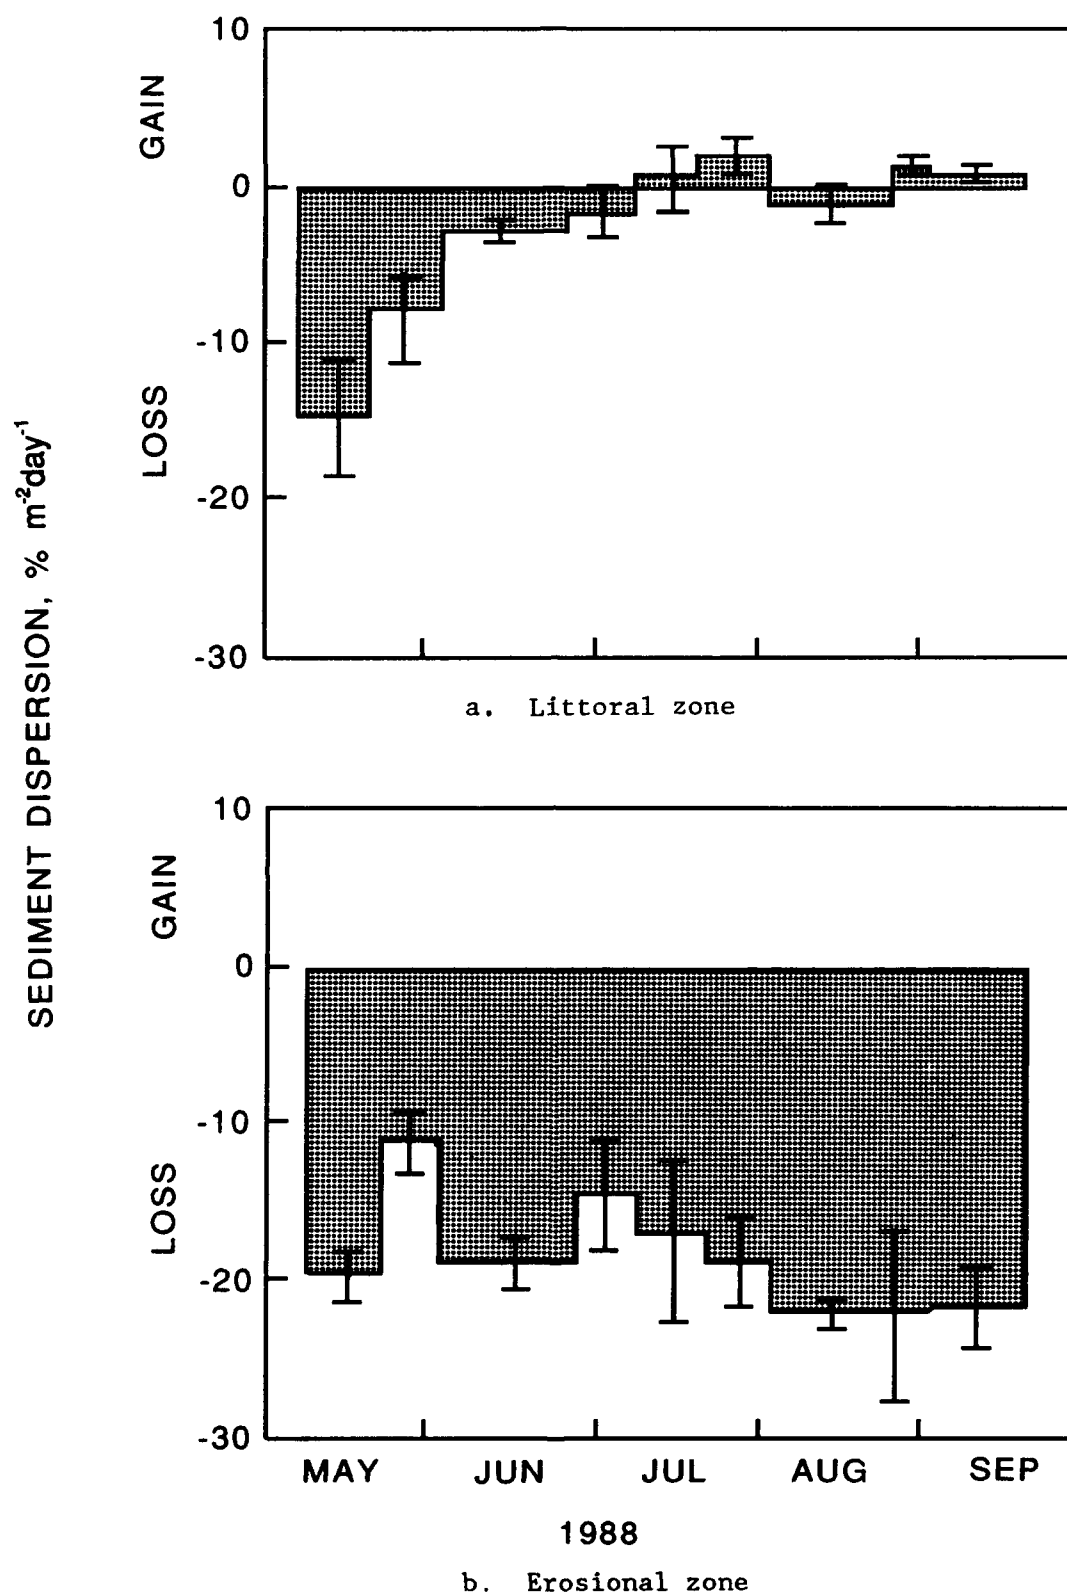 SEDIMENT DISPERSION, % m⁻²day⁻¹
GAIN
LOSS
10
0
-10
-20
-30
a. Littoral zone
GAIN
LOSS
10
0
-10
-20
-30
MAY JUN JUL AUG SEP
1988
b. Erosional zone